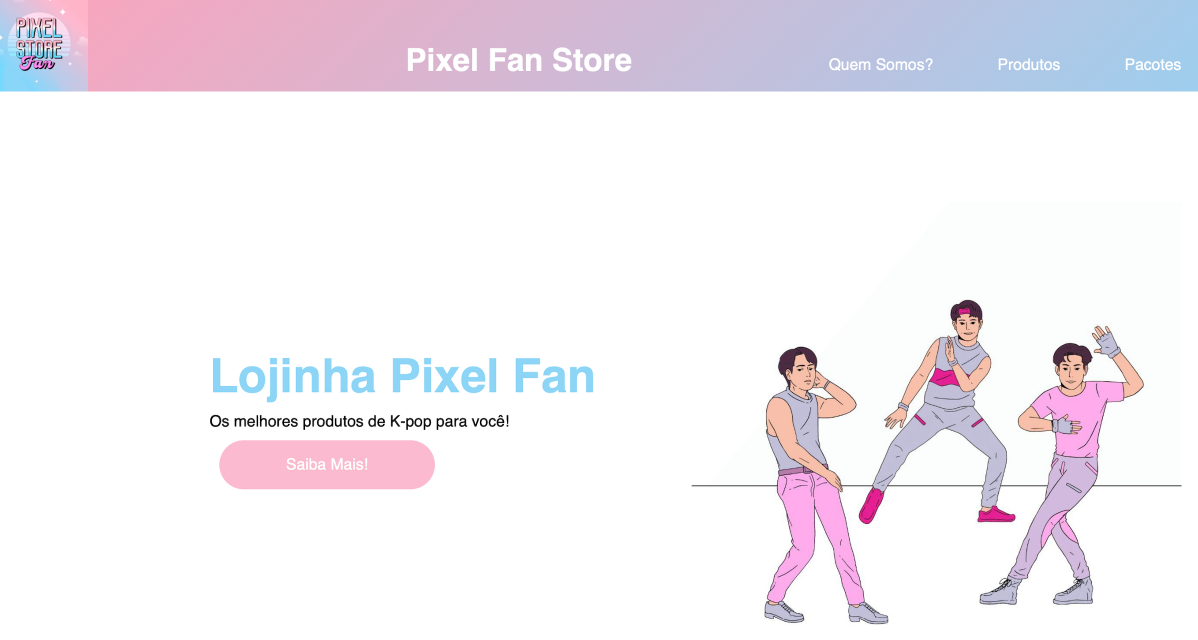 PIXEL
STORE
Fan
Pixel Fan Store
Quem Somos?
Produtos
Pacotes
Lojinha Pixel Fan
Os melhores produtos de K-pop para você!
Saiba Mais!